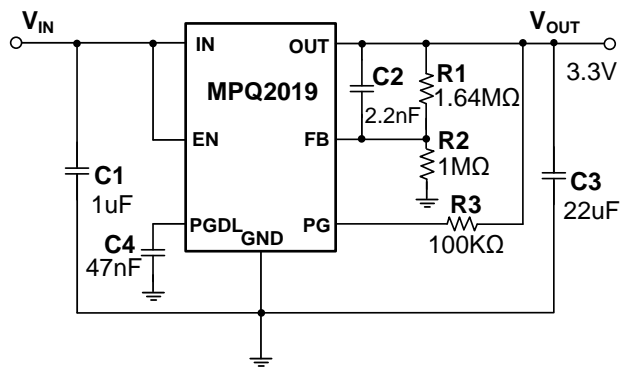 VIN
VOUT
IN
OUT
C2
R1
3.3V
MPQ2019
1.64MΩ
2.2nF
R2
EN
FB
1MΩ
C1
C3
1uF
R3
22uF
PGDL
PG
C4
GND
100KΩ
47nF